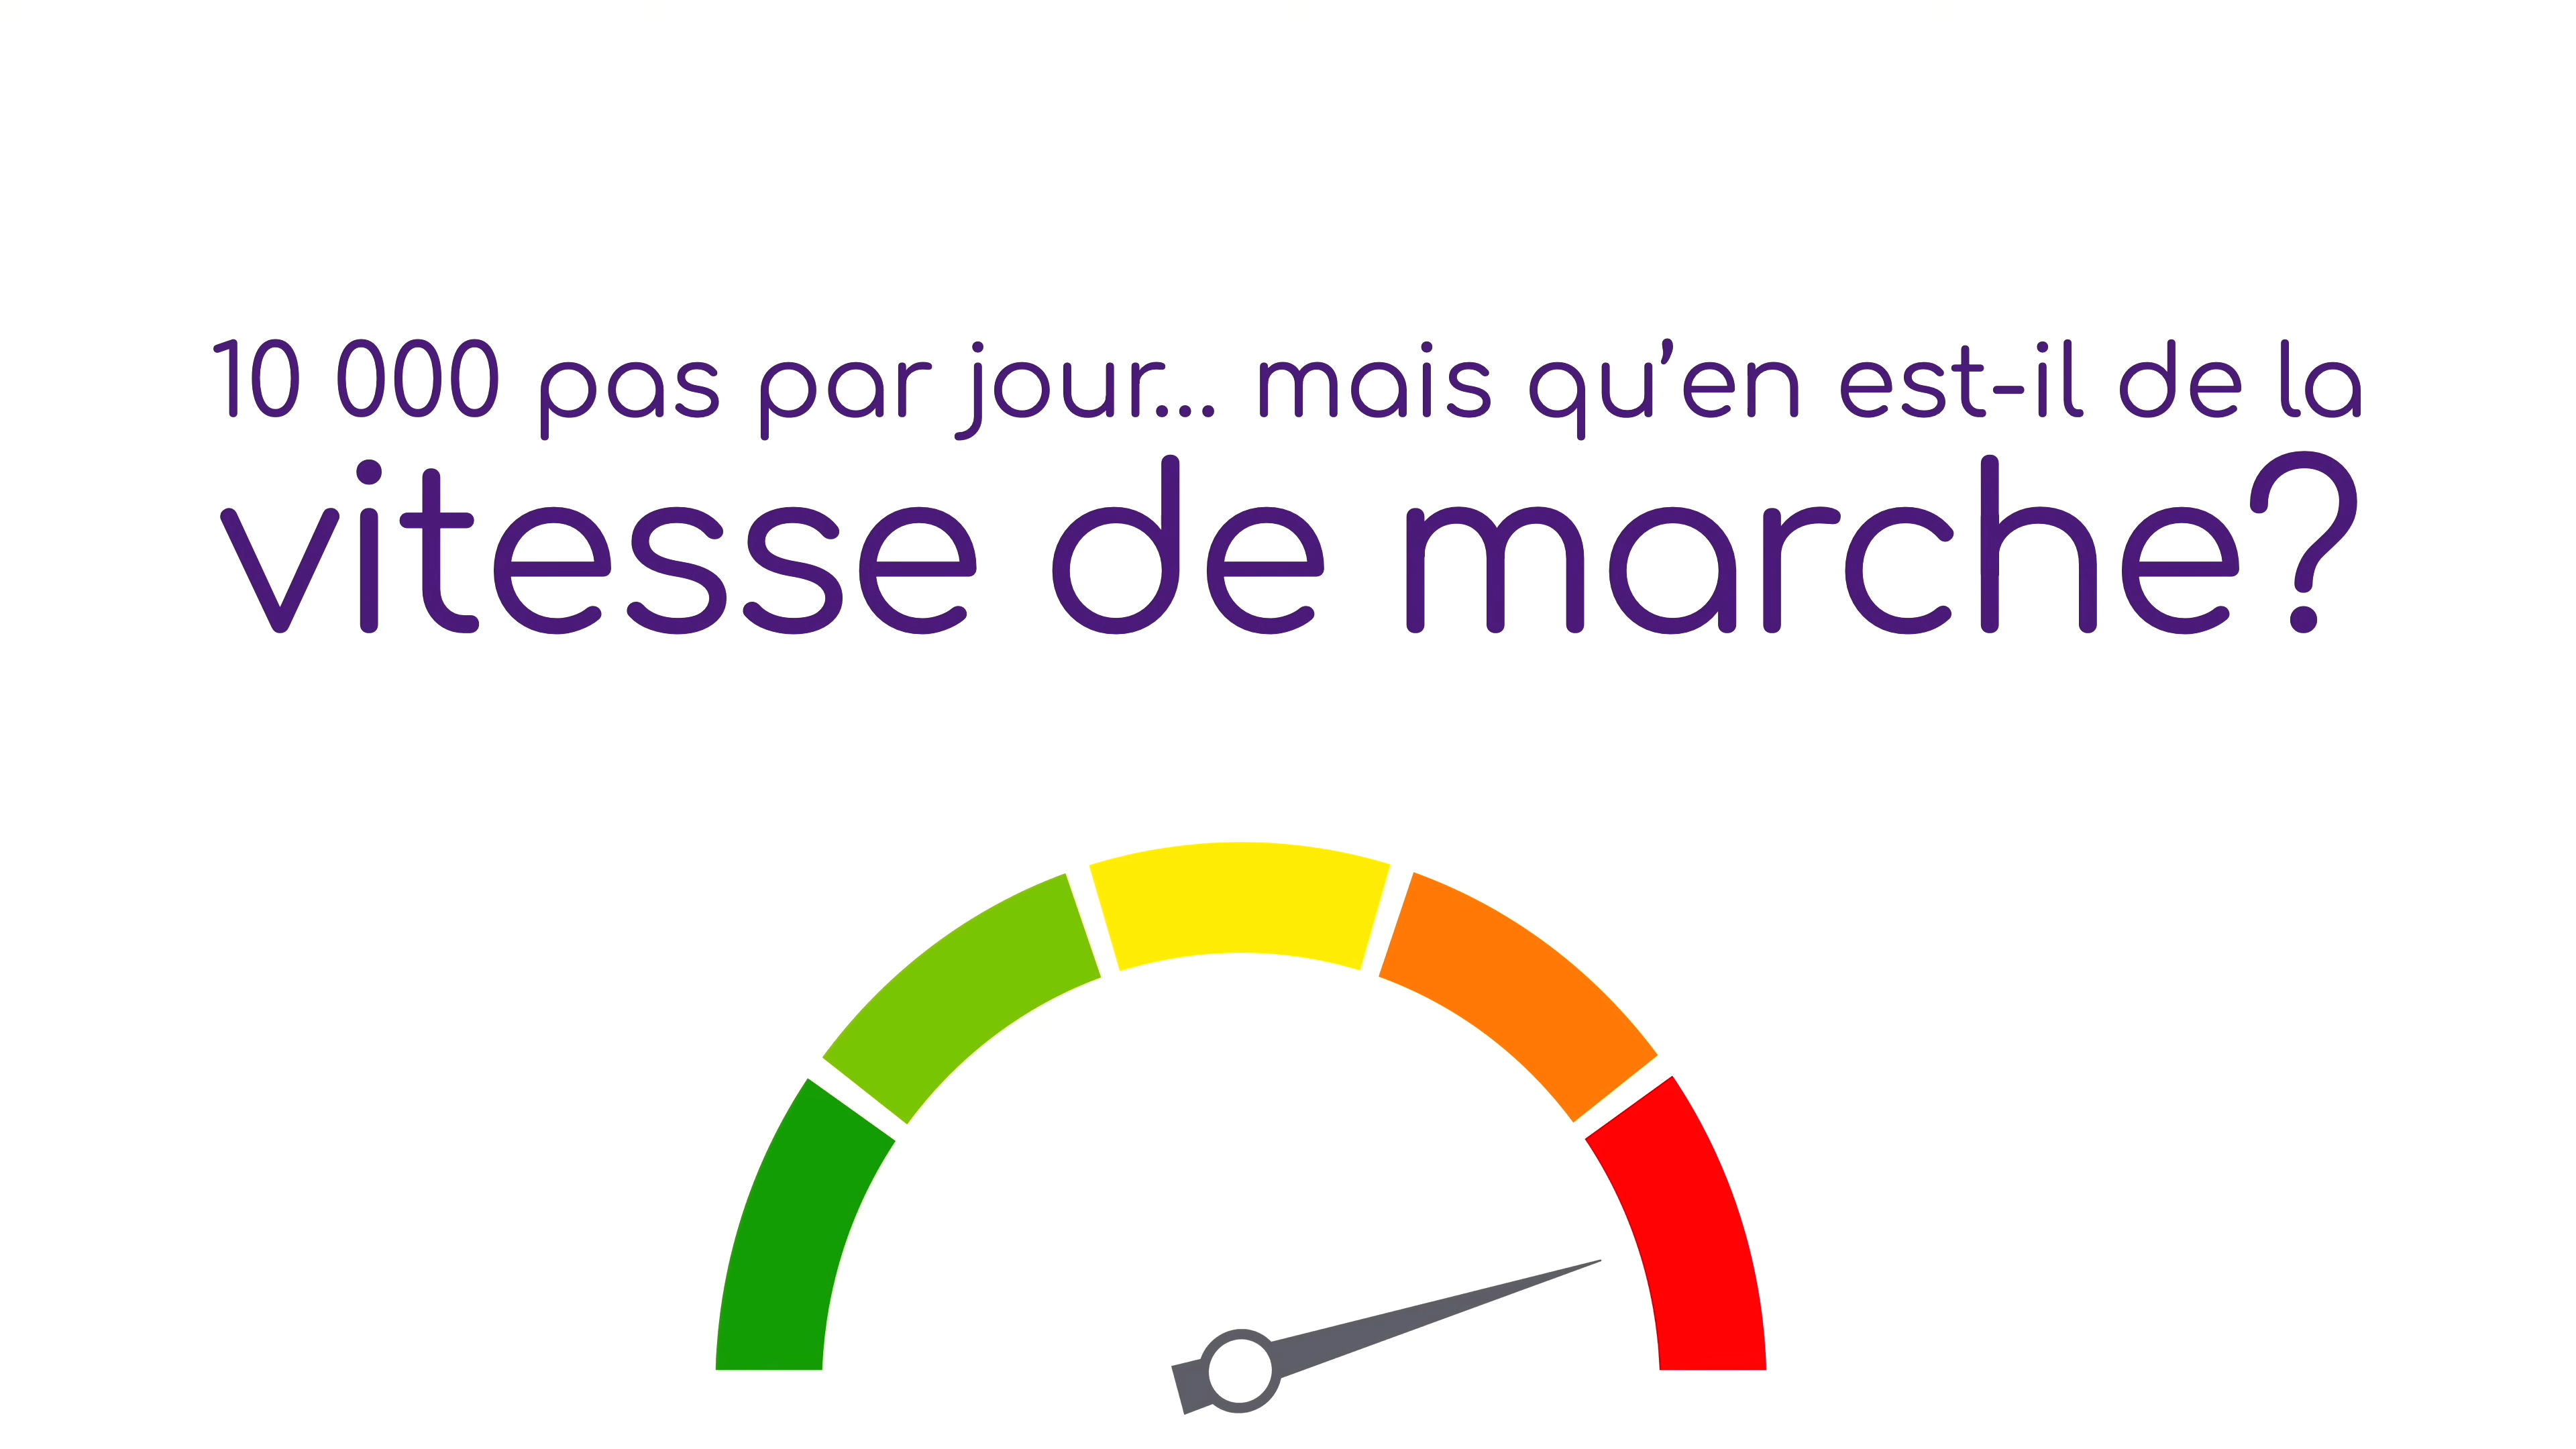 10 000 pas par jour... mais qu’en est-il de la
vitesse de marche?